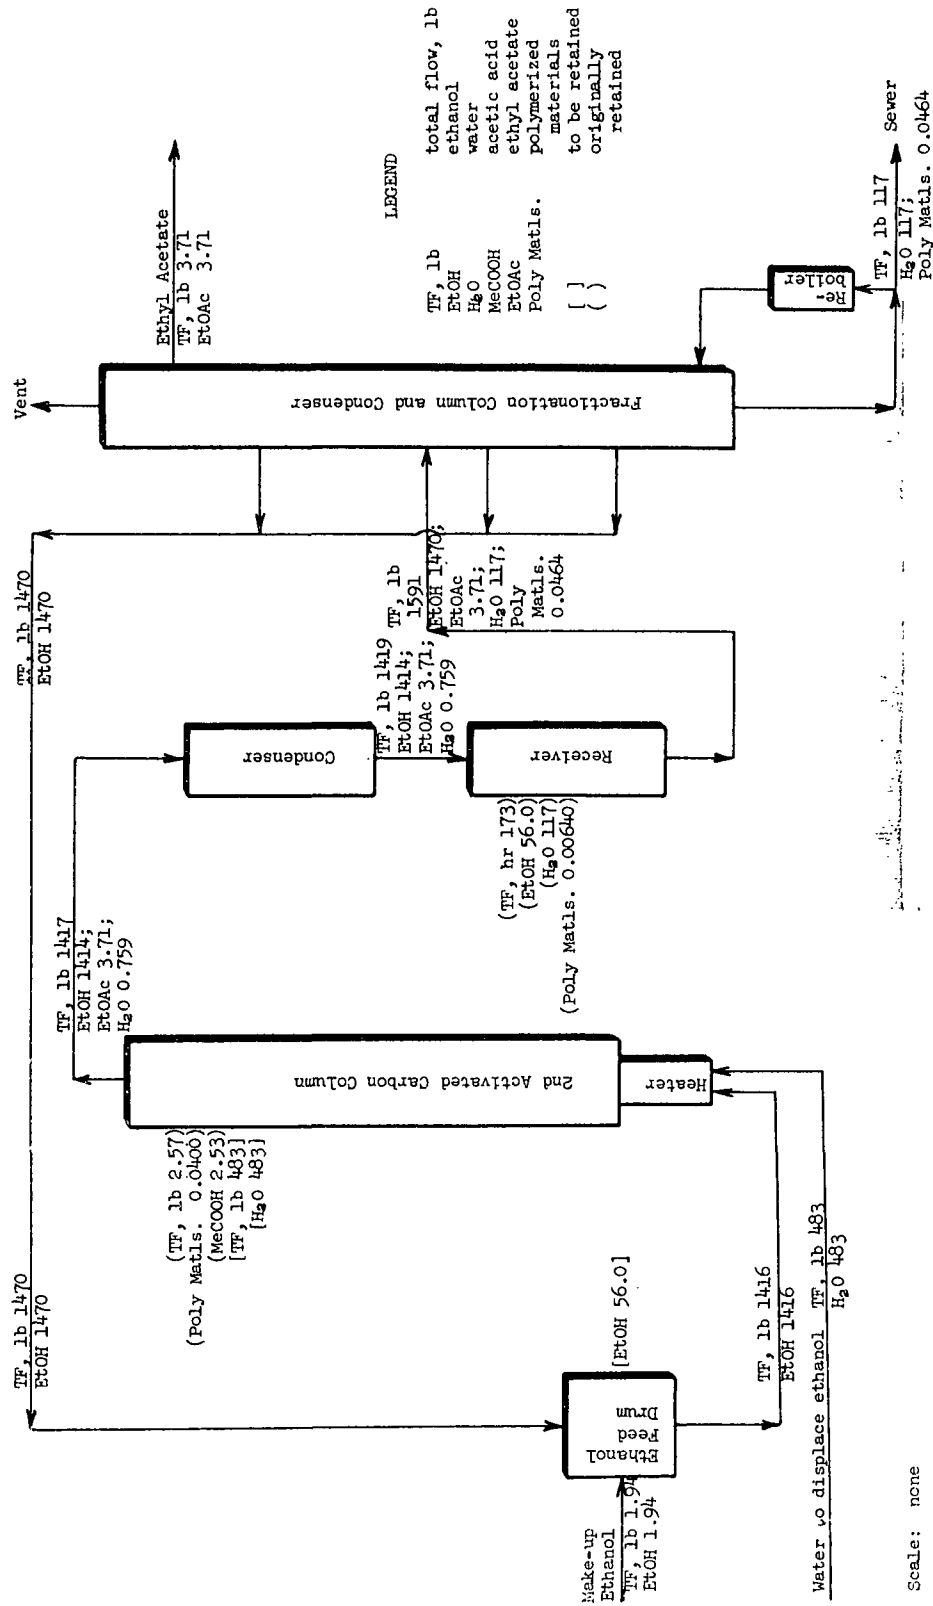 Vent
Ethyl Acetate
TF, lb 3.71
EtOAc 3.71
Fractionation Column and Condenser
Re-
boiler
Sewer
TF, lb 117
H2O 117;
Poly Matls. 0.0464
LEGEND
TF, lb total flow, lb
EtOH ethanol
H2O water
MeCOOH acetic acid
EtOAc ethyl acetate
Poly Matls. polymerized
materials
[ ] to be retained
( ) originally
retained
TF, lb 1470
EtOH 1470
TF, lb
1591
EtOH 1470;
EtOAc
3.71;
H2O 117;
Poly
Matls.
0.0464
Condenser
TF, lb 1419
EtOH 1414;
EtOAc 3.71;
H2O 0.759
Receiver
(TF, hr 173)
(EtOH 56.0)
(H2O 117)
(Poly Matls. 0.00640)
TF, lb 1417
EtOH 1414;
EtOAc 3.71;
H2O 0.759
2nd Activated Carbon Column
Heater
(TF, lb 2.57)
(Poly Matls. 0.0400)
(MeCOOH 2.53)
[TF, lb 483]
[H2O 483]
TF, lb 1470
EtOH 1470
Ethanol
Feed
Drum
[EtOH 56.0]
Make-up
Ethanol
TF, lb 1.94
EtOH 1.94
TF, lb 1416
EtOH 1416
Water to displace ethanol TF, lb 483
H2O 483
Scale: none